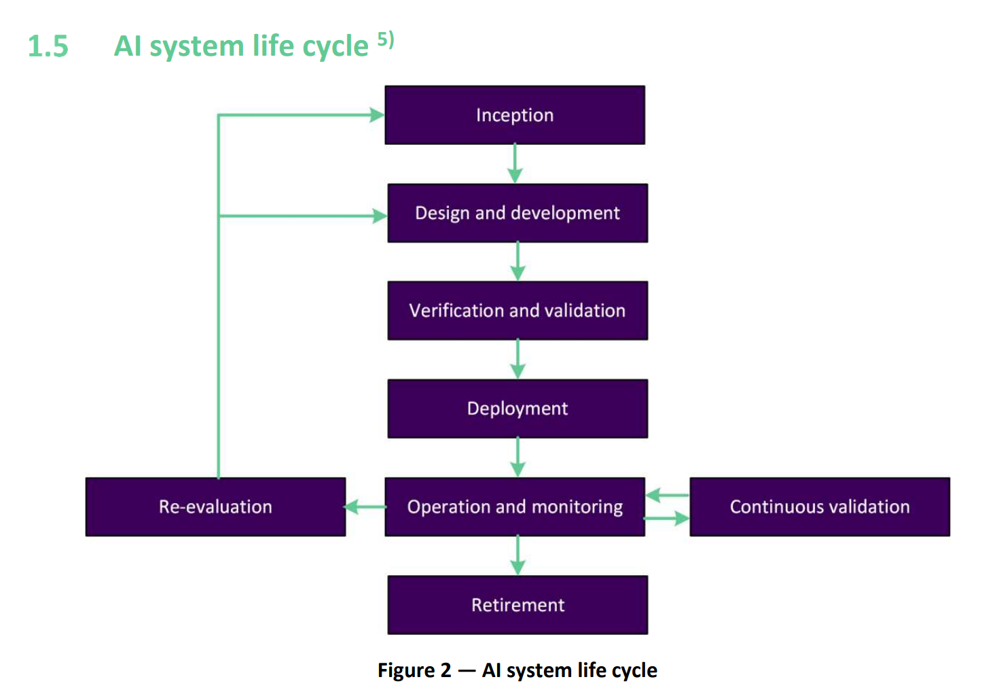 1.5 AI system life cycle 5)
Inception
Design and development
Verification and validation
Deployment
Re-evaluation
Operation and monitoring
Continuous validation
Retirement
Figure 2 — AI system life cycle